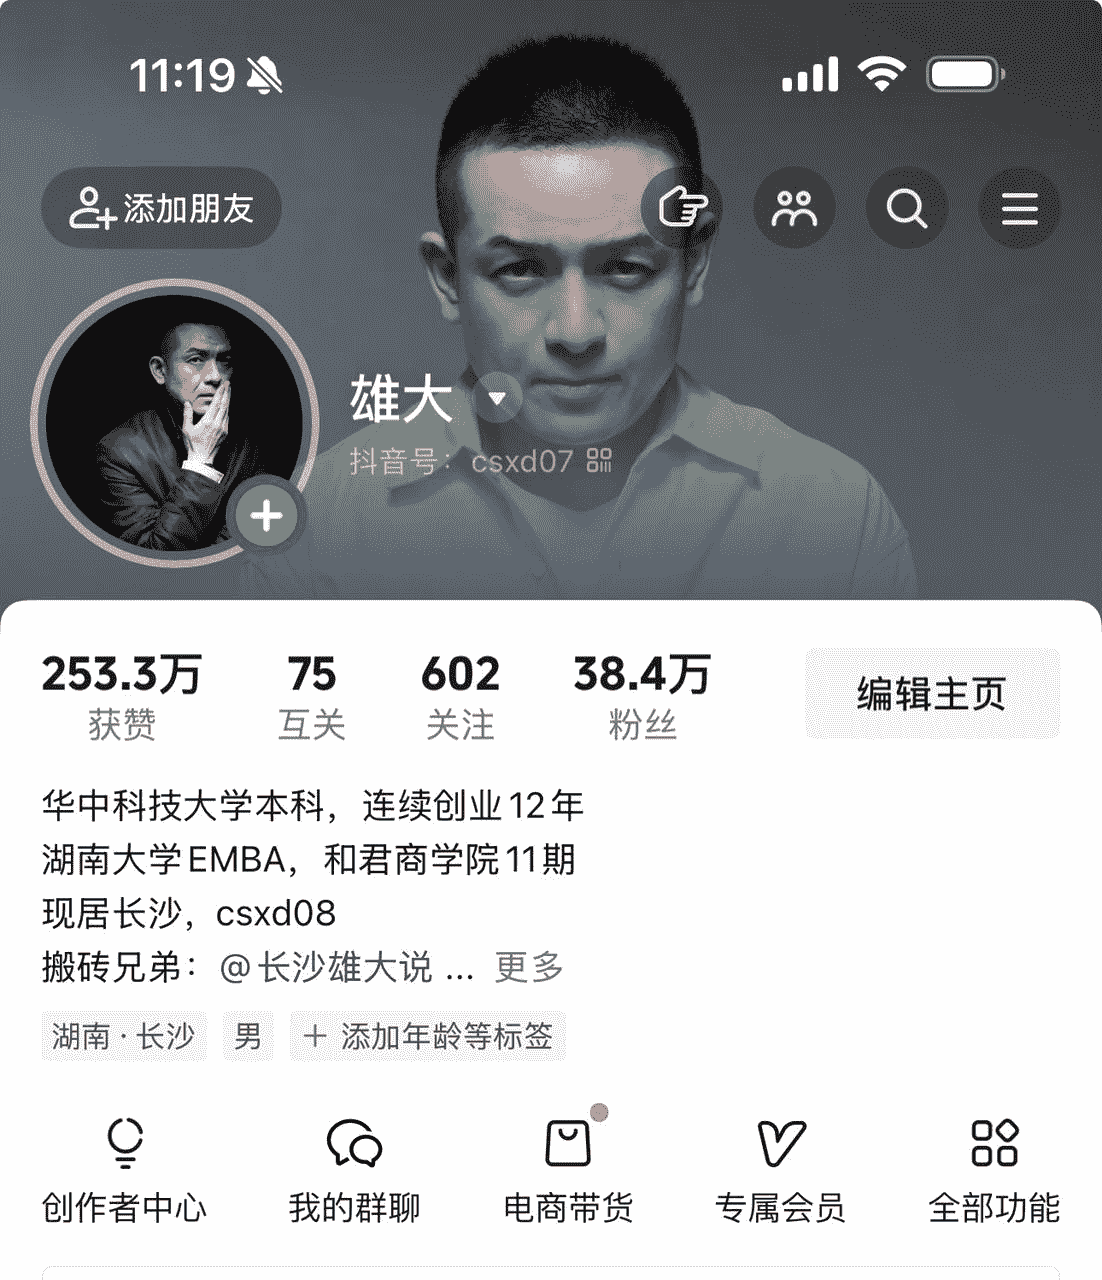 11:19
添加朋友
雄大
抖音号：csxd07
253.3万 75 602 38.4万
获赞 互关 关注 粉丝
编辑主页
华中科技大学本科，连续创业12年
湖南大学EMBA，和君商学院11期
现居长沙，csxd08
搬砖兄弟：@长沙雄大说 ... 更多
湖南·长沙 男 + 添加年龄等标签
创作者中心 我的群聊 电商带货 专属会员 全部功能